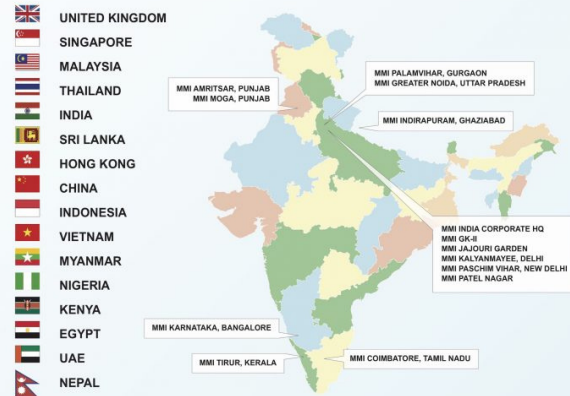 UNITED KINGDOM
SINGAPORE
MALAYSIA
THAILAND
INDIA
SRI LANKA
HONG KONG
CHINA
INDONESIA
VIETNAM
MYANMAR
NIGERIA
KENYA
EGYPT
UAE
NEPAL
MMI AMRITSAR, PUNJAB
MMI MOGA, PUNJAB
MMI PALAMVIHAR, GURGAON
MMI GREATER NOIDA, UTTAR PRADESH
MMI INDIRAPURAM, GHAZIABAD
MMI INDIA CORPORATE HQ
MMI GK-II
MMI JAJOURI GARDEN
MMI KALYANMAYEE, DELHI
MMI PASCHIM VIHAR, NEW DELHI
MMI PATEL NAGAR
MMI KARNATAKA, BANGALORE
MMI TIRUR, KERALA
MMI COIMBATORE, TAMIL NADU